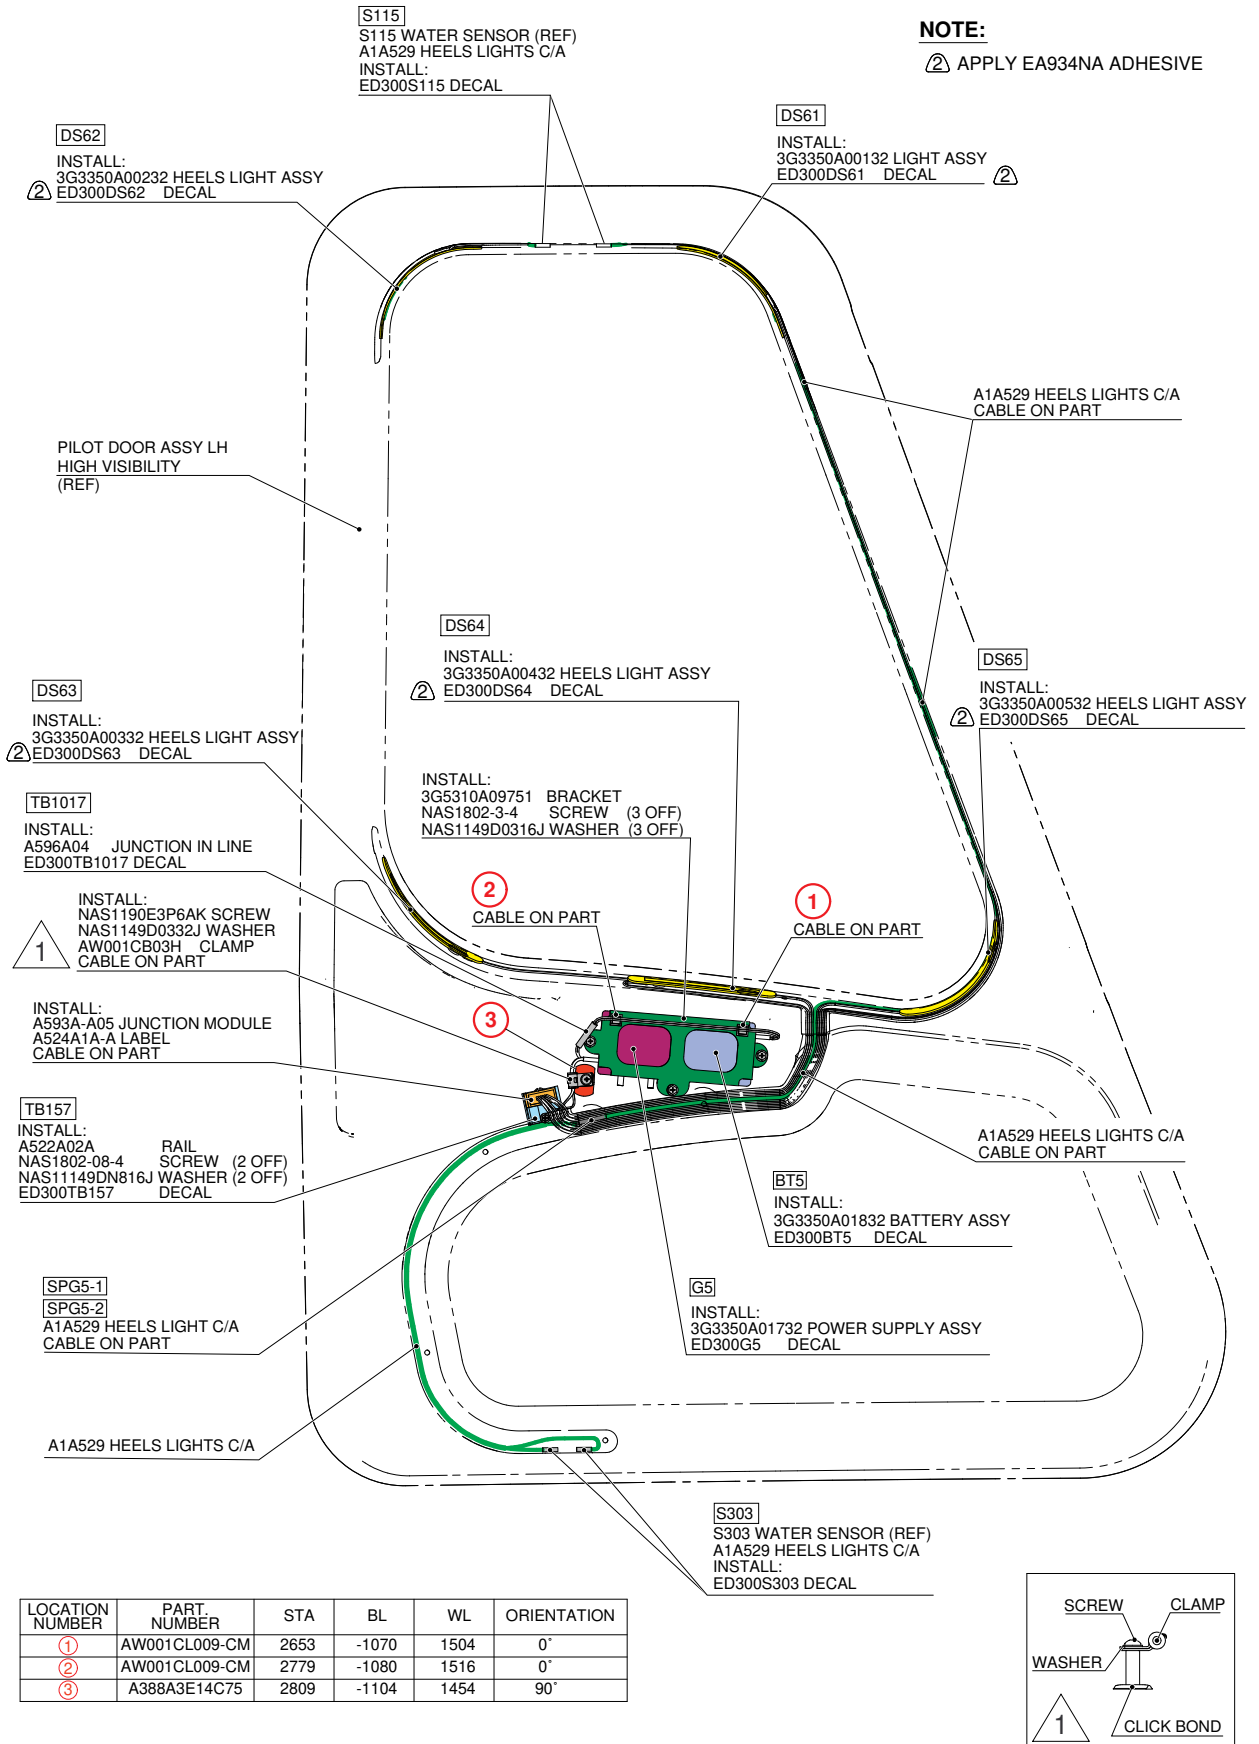 S115
S115 WATER SENSOR (REF)
A1A529 HEELS LIGHTS C/A
INSTALL:
ED300S115 DECAL
NOTE:
2 APPLY EA934NA ADHESIVE
DS62
INSTALL:
3G3350A00232 HEELS LIGHT ASSY
2 ED300DS62 DECAL
DS61
INSTALL:
3G3350A00132 LIGHT ASSY
ED300DS61 DECAL 2
A1A529 HEELS LIGHTS C/A
CABLE ON PART
PILOT DOOR ASSY LH
HIGH VISIBILITY
(REF)
DS64
INSTALL:
3G3350A00432 HEELS LIGHT ASSY
2 ED300DS64 DECAL
DS65
INSTALL:
3G3350A00532 HEELS LIGHT ASSY
2 ED300DS65 DECAL
DS63
INSTALL:
3G3350A00332 HEELS LIGHT ASSY
2 ED300DS63 DECAL
INSTALL:
3G5310A09751 BRACKET
NAS1802-3-4 SCREW (3 OFF)
NAS1149D0316J WASHER (3 OFF)
TB1017
INSTALL:
A596A04 JUNCTION IN LINE
ED300TB1017 DECAL
2
CABLE ON PART
1
CABLE ON PART
INSTALL:
NAS1190E3P6AK SCREW
NAS1149D0332J WASHER
AW001CB03H CLAMP
CABLE ON PART
1
3
INSTALL:
A593A-A05 JUNCTION MODULE
A524A1A-A LABEL
CABLE ON PART
TB157
INSTALL:
A522A02A RAIL
NAS1802-08-4 SCREW (2 OFF)
NAS11149DN816J WASHER (2 OFF)
ED300TB157 DECAL
A1A529 HEELS LIGHTS C/A
CABLE ON PART
BT5
INSTALL:
3G3350A01832 BATTERY ASSY
ED300BT5 DECAL
SPG5-1
SPG5-2
A1A529 HEELS LIGHT C/A
CABLE ON PART
G5
INSTALL:
3G3350A01732 POWER SUPPLY ASSY
ED300G5 DECAL
A1A529 HEELS LIGHTS C/A
S303
S303 WATER SENSOR (REF)
A1A529 HEELS LIGHTS C/A
INSTALL:
ED300S303 DECAL
LOCATION NUMBER PART. NUMBER STA BL WL ORIENTATION
1 AW001CL009-CM 2653 -1070 1504 0°
2 AW001CL009-CM 2779 -1080 1516 0°
3 A388A3E14C75 2809 -1104 1454 90°
SCREW CLAMP
WASHER
1 CLICK BOND